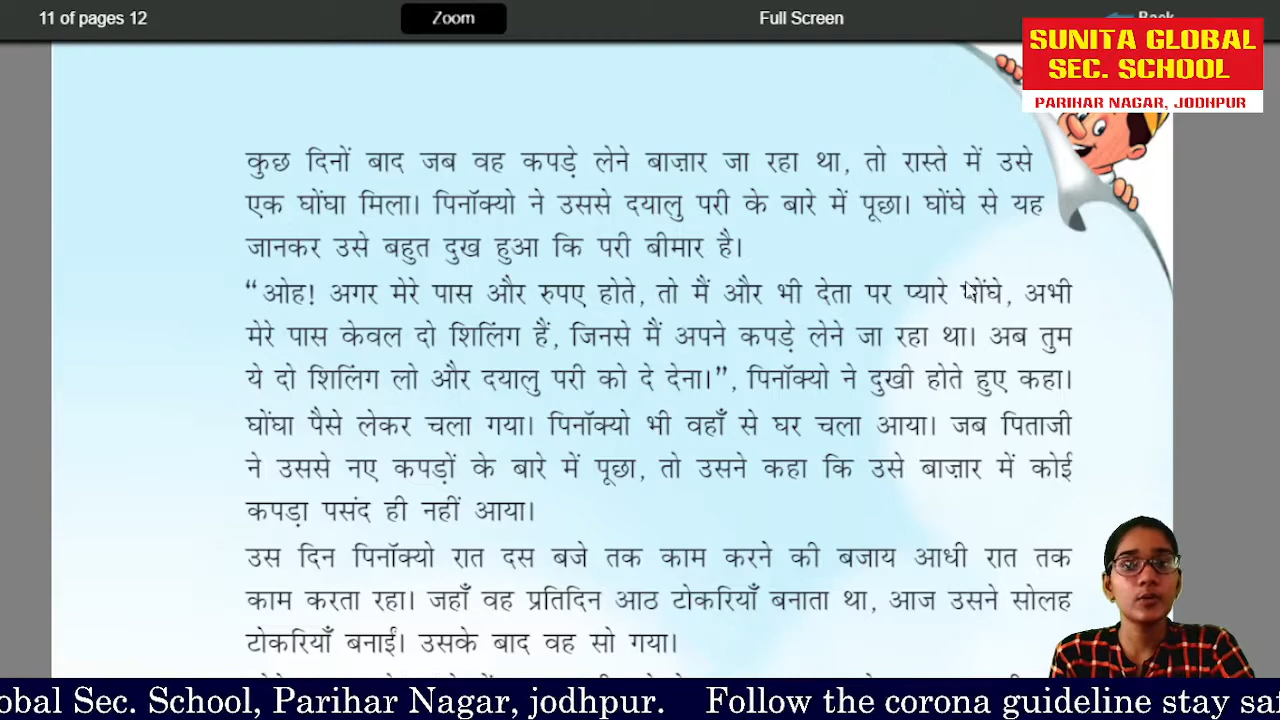 11 of pages 12
Zoom
Full Screen
Back
SUNITA GLOBAL
SEC. SCHOOL
PARIHAR NAGAR, JODHPUR
कुछ दिनों बाद जब वह कपड़े लेने बाज़ार जा रहा था, तो रास्ते में उसे
एक घोंघा मिला। पिनॉक्यो ने उससे दयालु परी के बारे में पूछा। घोंघे से यह
जानकर उसे बहुत दुख हुआ कि परी बीमार है।
“ओह! अगर मेरे पास और रुपए होते, तो मैं और भी देता पर प्यारे घोंघे, अभी
मेरे पास केवल दो शिलिंग हैं, जिनसे मैं अपने कपड़े लेने जा रहा था। अब तुम
ये दो शिलिंग लो और दयालु परी को दे देना।”, पिनॉक्यो ने दुखी होते हुए कहा।
घोंघा पैसे लेकर चला गया। पिनॉक्यो भी वहाँ से घर चला आया। जब पिताजी
ने उससे नए कपड़ों के बारे में पूछा, तो उसने कहा कि उसे बाज़ार में कोई
कपड़ा पसंद ही नहीं आया।
उस दिन पिनॉक्यो रात दस बजे तक काम करने की बजाय आधी रात तक
काम करता रहा। जहाँ वह प्रतिदिन आठ टोकरियाँ बनाता था, आज उसने सोलह
टोकरियाँ बनाईं। उसके बाद वह सो गया।
obal Sec. School, Parihar Nagar, jodhpur. Follow the corona guideline stay sa